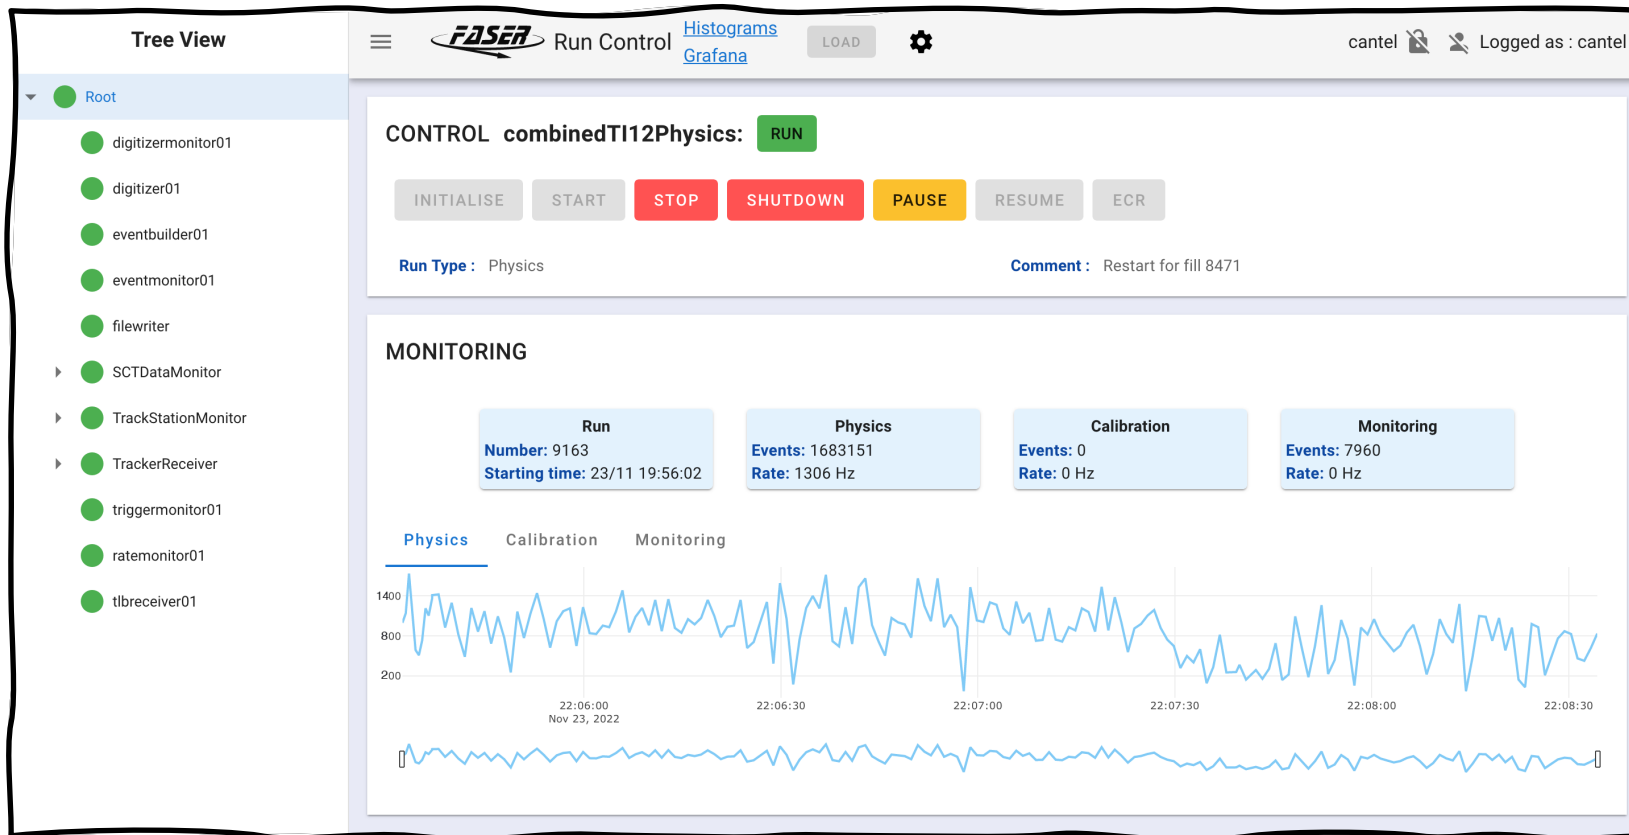 Tree View
Root
digitizermonitor01
digitizer01
eventbuilder01
eventmonitor01
filewriter
SCTDataMonitor
TrackStationMonitor
TrackerReceiver
triggermonitor01
ratemonitor01
tlbreceiver01
FASER Run Control
Histograms
Grafana
LOAD
cantel
Logged as : cantel
CONTROL combinedTI12Physics: RUN
INITIALISE START STOP SHUTDOWN PAUSE RESUME ECR
Run Type : Physics
Comment : Restart for fill 8471
MONITORING
Run
Number: 9163
Starting time: 23/11 19:56:02
Physics
Events: 1683151
Rate: 1306 Hz
Calibration
Events: 0
Rate: 0 Hz
Monitoring
Events: 7960
Rate: 0 Hz
Physics Calibration Monitoring
1400
800
200
22:06:00 22:06:30 22:07:00 22:07:30 22:08:00 22:08:30
Nov 23, 2022